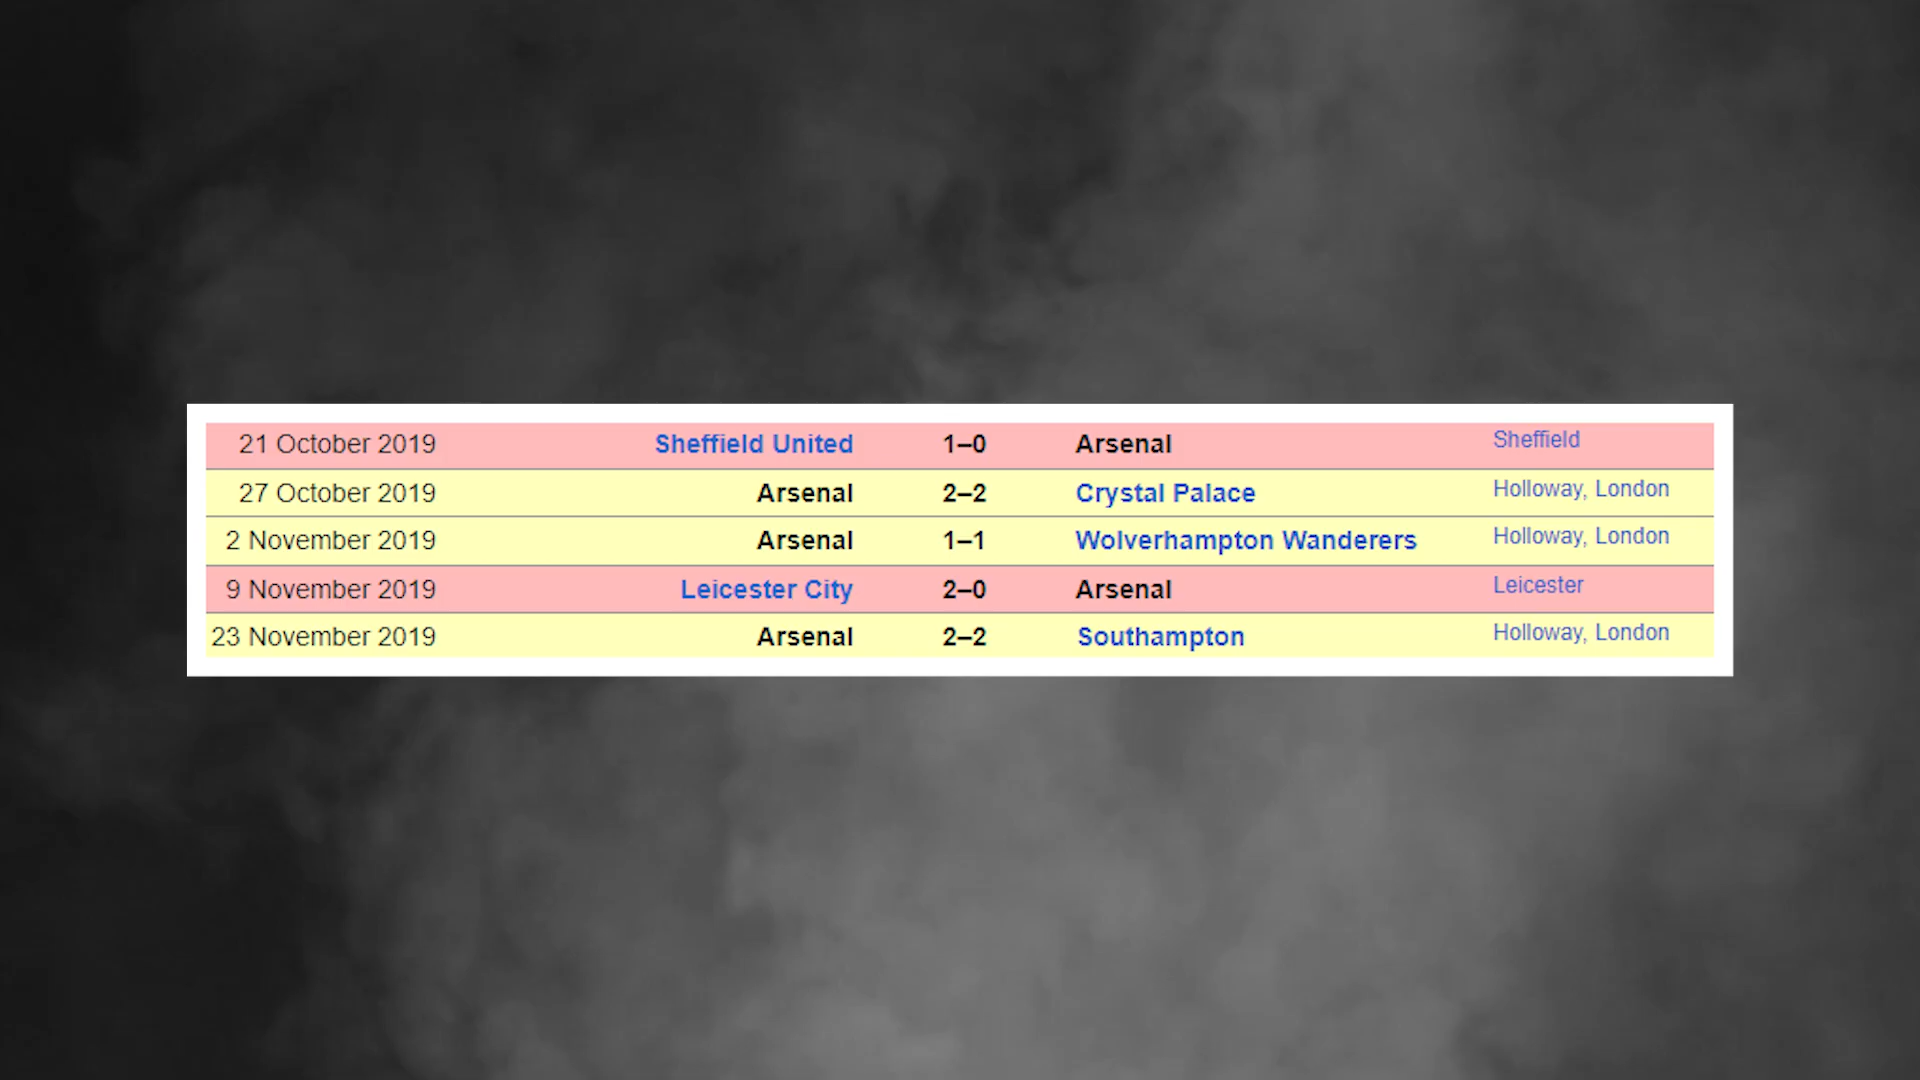 21 October 2019 Sheffield United 1–0 Arsenal Sheffield
27 October 2019 Arsenal 2–2 Crystal Palace Holloway, London
2 November 2019 Arsenal 1–1 Wolverhampton Wanderers Holloway, London
9 November 2019 Leicester City 2–0 Arsenal Leicester
23 November 2019 Arsenal 2–2 Southampton Holloway, London